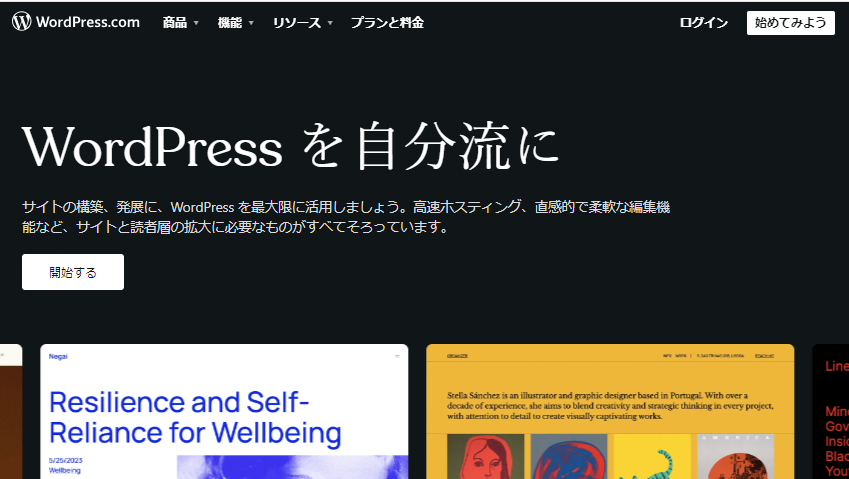 WordPress.com 商品 機能 リソース プランと料金 ログイン 始めてみよう
WordPress を自分流に
サイトの構築、発展に、WordPress を最大限に活用しましょう。高速ホスティング、直感的で柔軟な編集機
能など、サイトと読者層の拡大に必要なものがすべてそろっています。
開始する
Negai
Resilience and Self-
Reliance for Wellbeing
5/25/2023
Wellbeing
Stella Sánchez is an illustrator and graphic designer based in Portugal. With over a
decade of experience, she aims to blend creativity and strategic thinking in every project,
with attention to detail to create visually captivating works.
AMERICA
Line
Mind
Gov
Insi
Blac
You